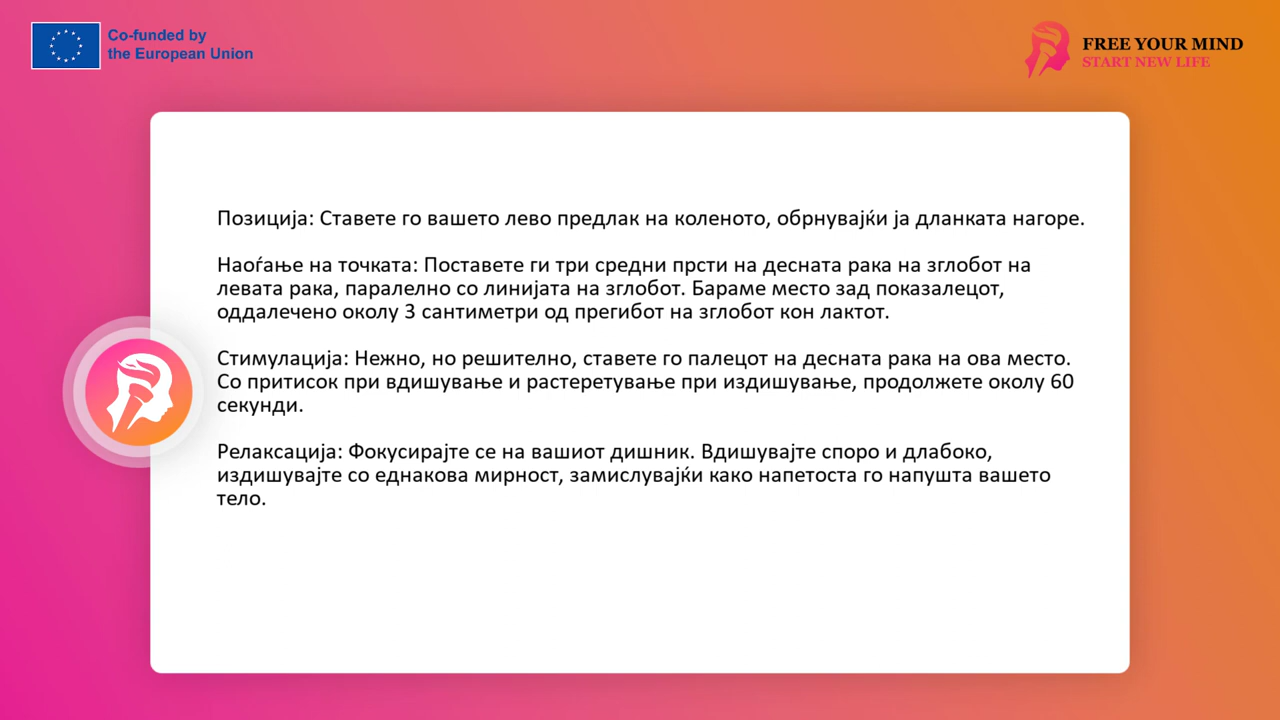 Co-funded by
the European Union
FREE YOUR MIND
START NEW LIFE
Позиција: Ставете го вашето лево предлак на коленото, обрнувајќи ја дланката нагоре.
Наоѓање на точката: Поставете ги три средни прсти на десната рака на зглобот на
левата рака, паралелно со линијата на зглобот. Бараме место зад показалецот,
оддалечено околу 3 сантиметри од прегибот на зглобот кон лактот.
Стимулација: Нежно, но решително, ставете го палецот на десната рака на ова место.
Со притисок при вдишување и растеретување при издишување, продолжете околу 60
секунди.
Релаксација: Фокусирајте се на вашиот дишник. Вдишувајте споро и длабоко,
издишувајте со еднаква мирност, замислувајќи како напетоста го напушта вашето
тело.